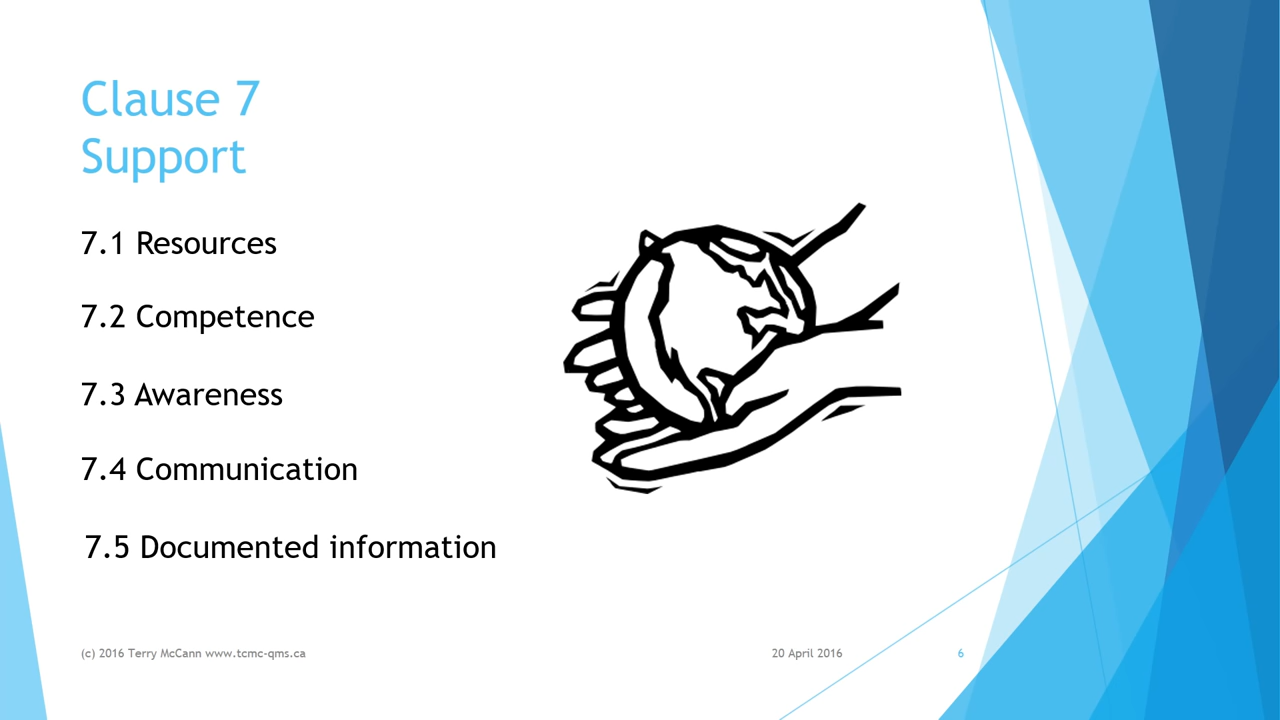 Clause 7
Support
7.1 Resources
7.2 Competence
7.3 Awareness
7.4 Communication
7.5 Documented information
(c) 2016 Terry McCann www.tcmc-qms.ca
20 April 2016
6